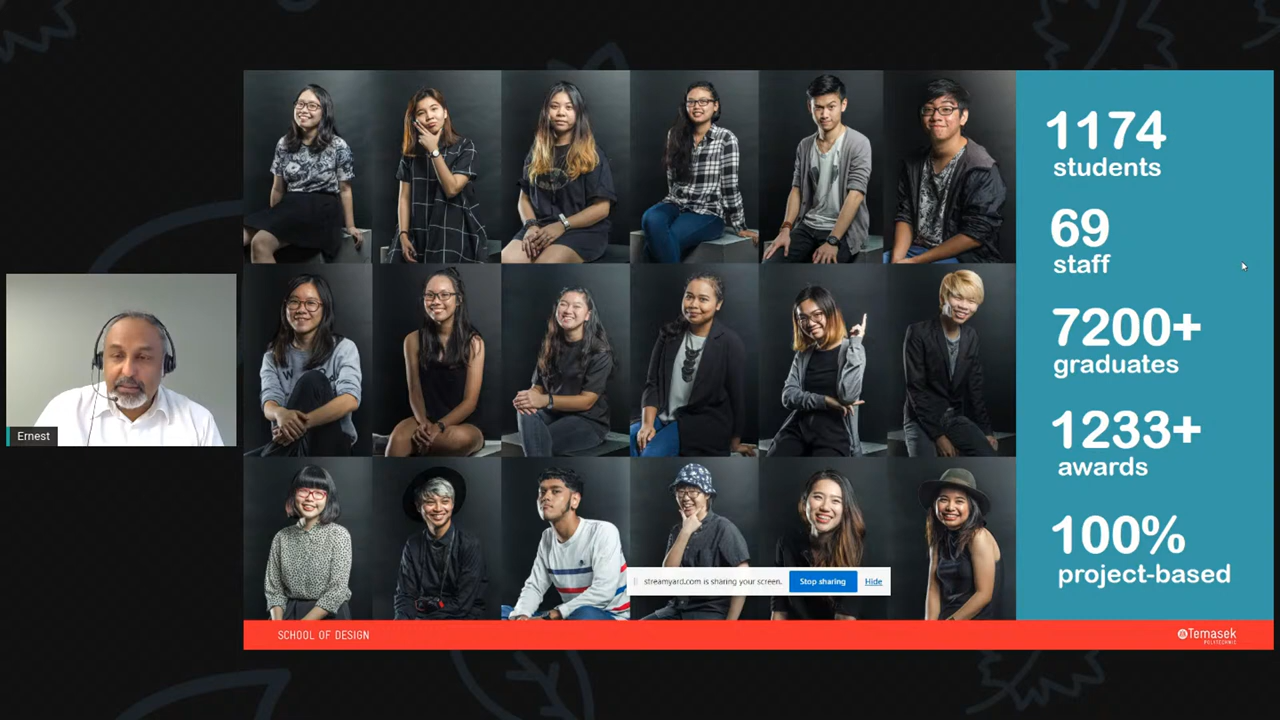 1174
students
69
staff
7200+
graduates
1233+
awards
100%
project-based
Ernest
streamyard.com is sharing your screen. Stop sharing Hide
SCHOOL OF DESIGN
Temasek
POLYTECHNIC